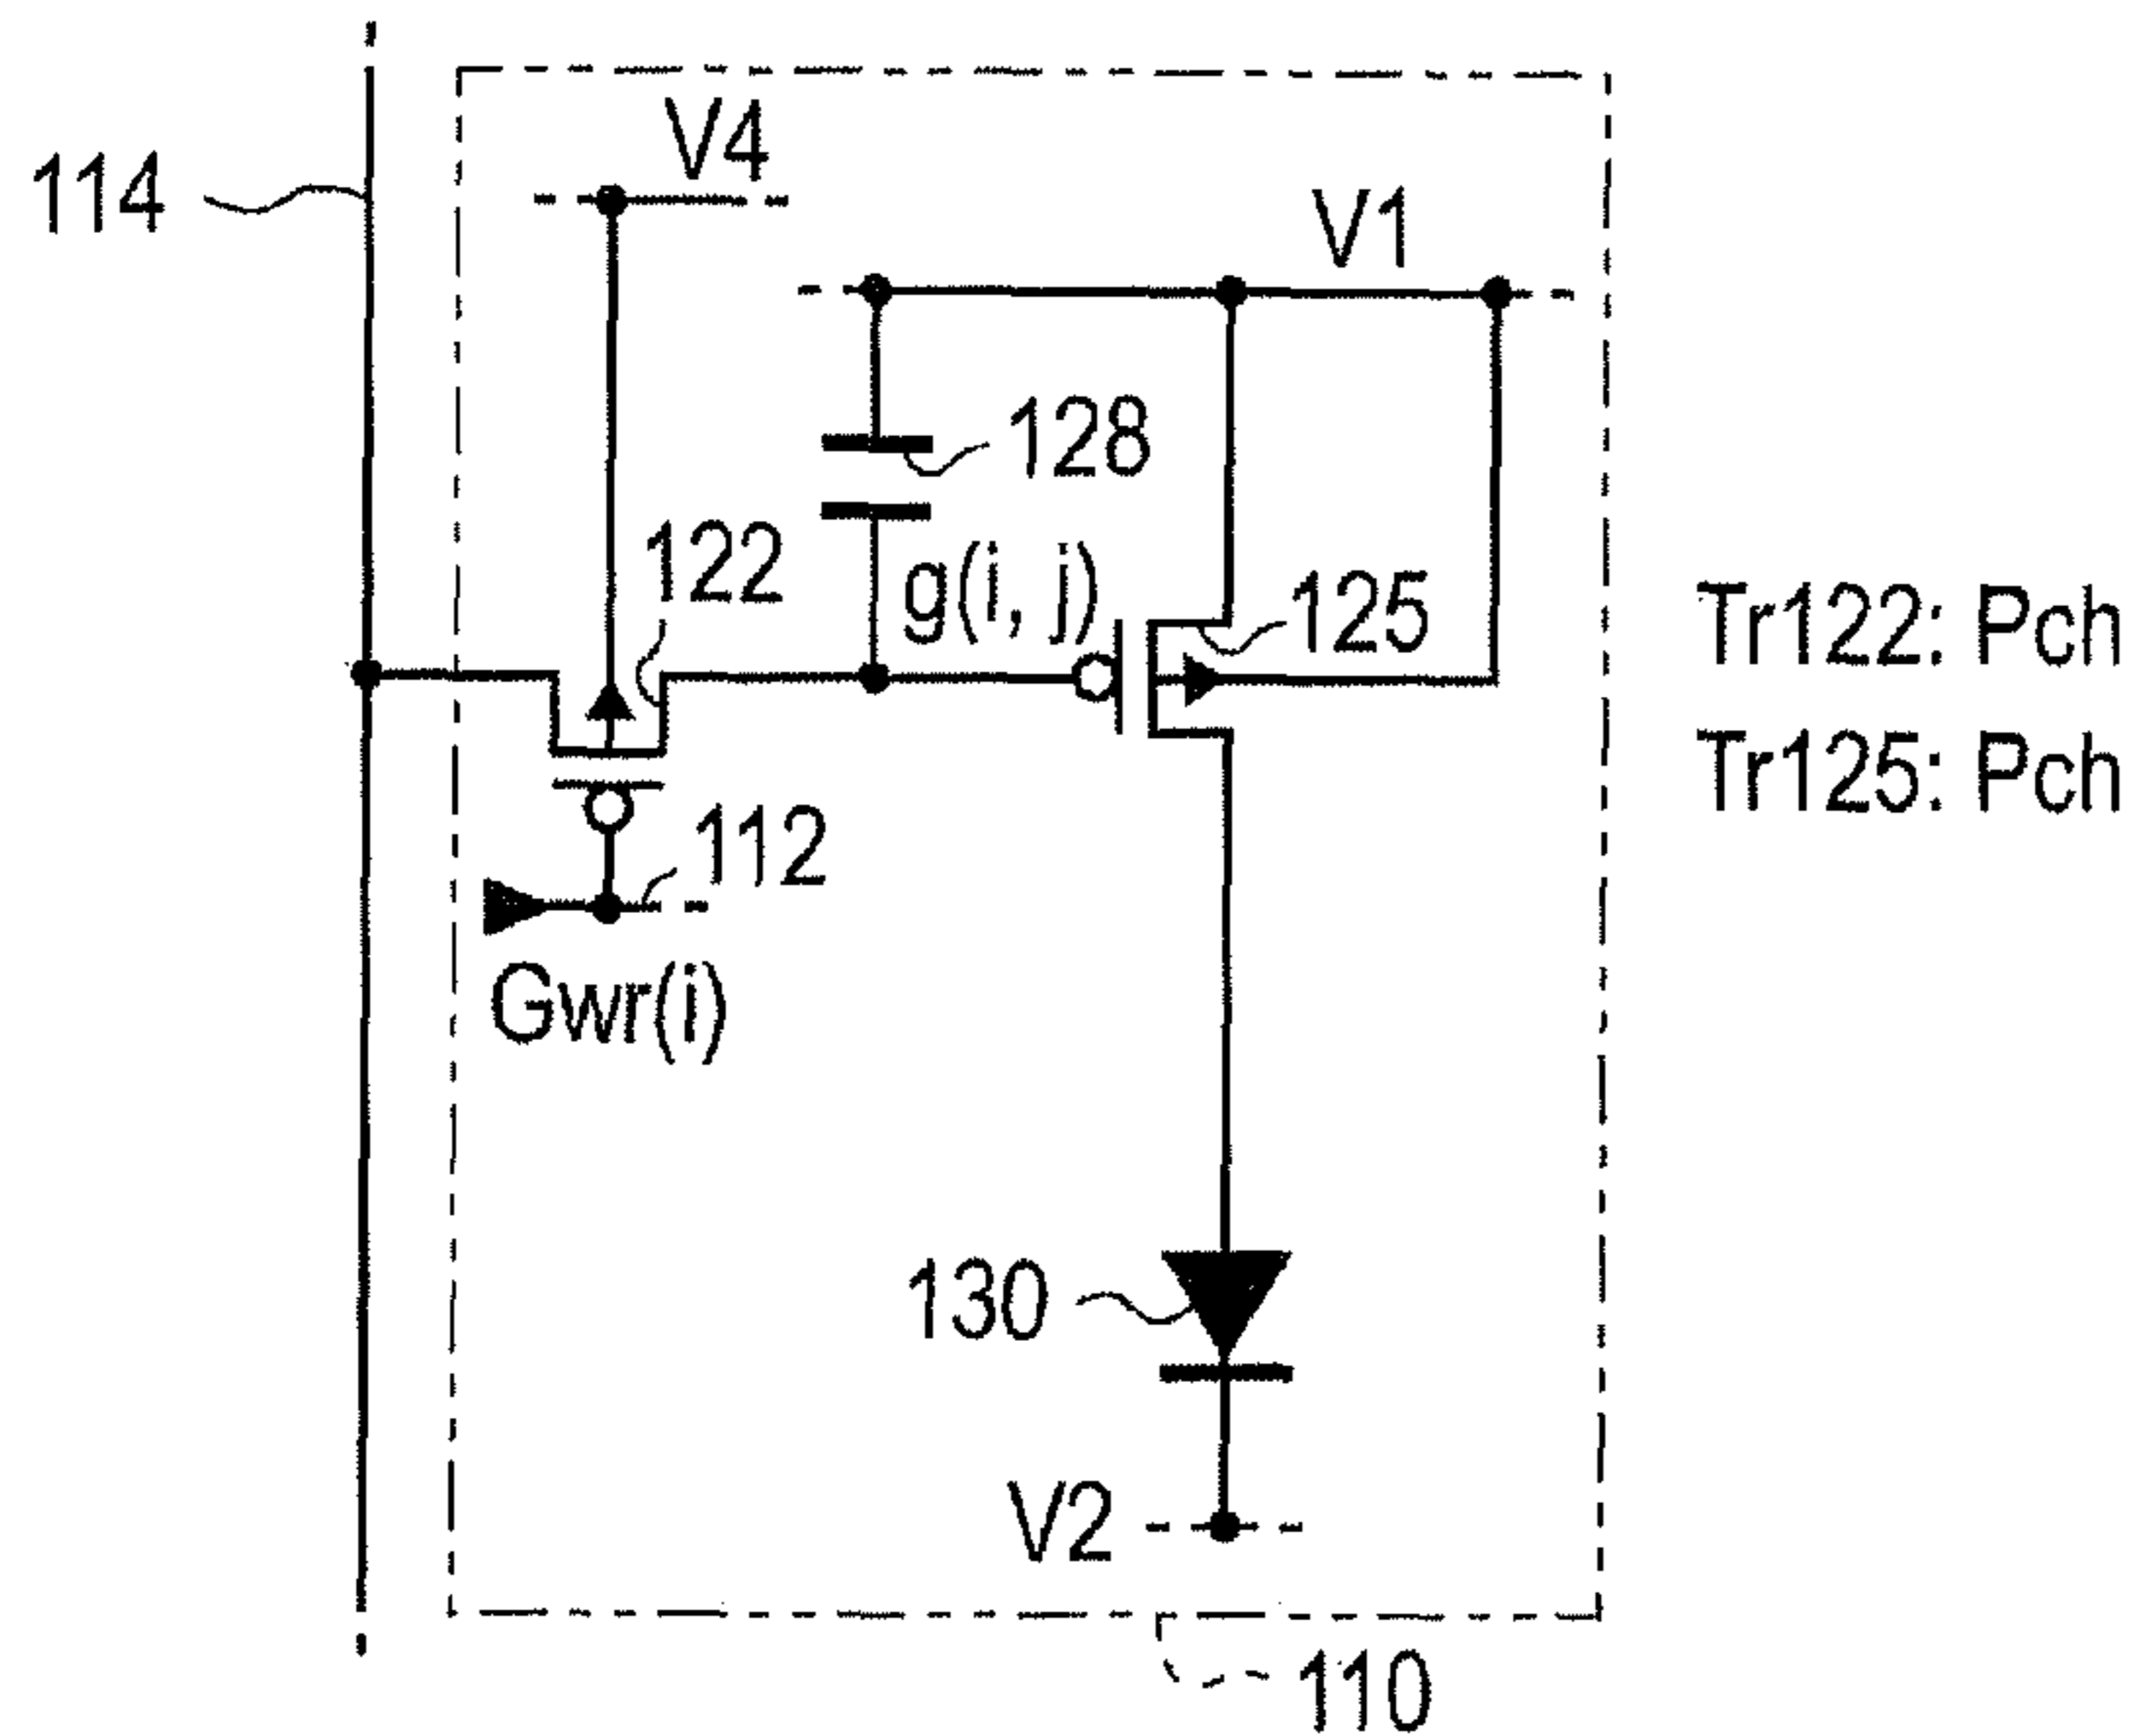 114
V4
V1
128
122
g(i, j)
125
Tr122: Pch
Tr125: Pch
112
Gwr(i)
130
V2
110